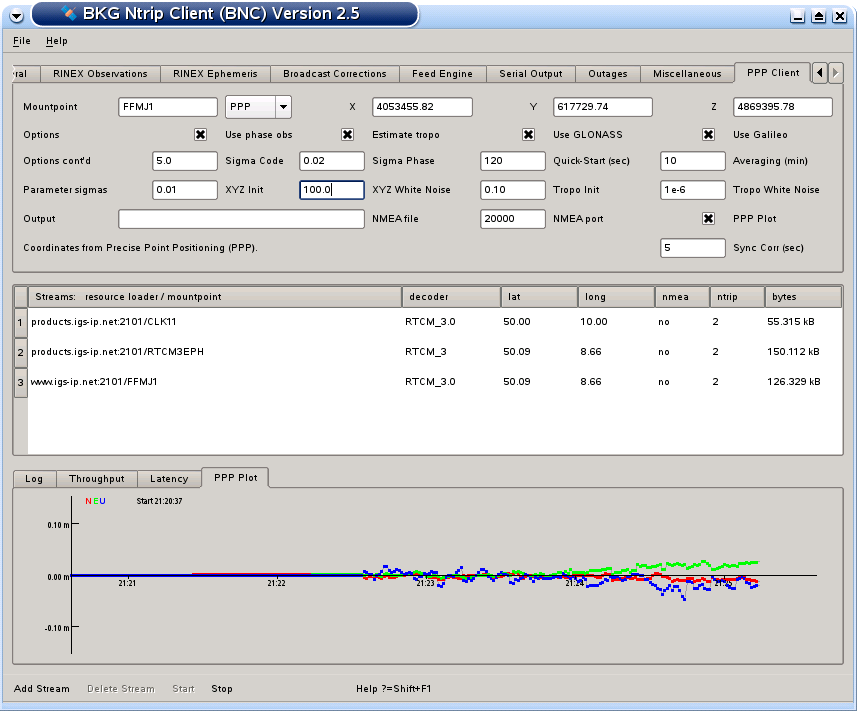 BKG Ntrip Client (BNC) Version 2.5
File Help
ral RINEX Observations RINEX Ephemeris Broadcast Corrections Feed Engine Serial Output Outages Miscellaneous PPP Client
Mountpoint FFMJ1 PPP X 4053455.82 Y 617729.74 Z 4869395.78
Options Use phase obs Estimate tropo Use GLONASS Use Galileo
Options cont'd 5.0 Sigma Code 0.02 Sigma Phase 120 Quick-Start (sec) 10 Averaging (min)
Parameter sigmas 0.01 XYZ Init 100.0 XYZ White Noise 0.10 Tropo Init 1e-6 Tropo White Noise
Output NMEA file 20000 NMEA port PPP Plot
Coordinates from Precise Point Positioning (PPP). 5 Sync Corr (sec)
Streams: resource loader / mountpoint decoder lat long nmea ntrip bytes
1 products.igs-ip.net:2101/CLK11 RTCM_3.0 50.00 10.00 no 2 55.315 kB
2 products.igs-ip.net:2101/RTCM3EPH RTCM_3 50.09 8.66 no 2 150.112 kB
3 www.igs-ip.net:2101/FFMJ1 RTCM_3.0 50.09 8.66 no 2 126.329 kB
Log Throughput Latency PPP Plot
NEU Start 21:20:37
0.10 m
0.00 m
21:21 21:22 21:23 21:24 21:25
-0.10 m
Add Stream Delete Stream Start Stop Help ?=Shift+F1